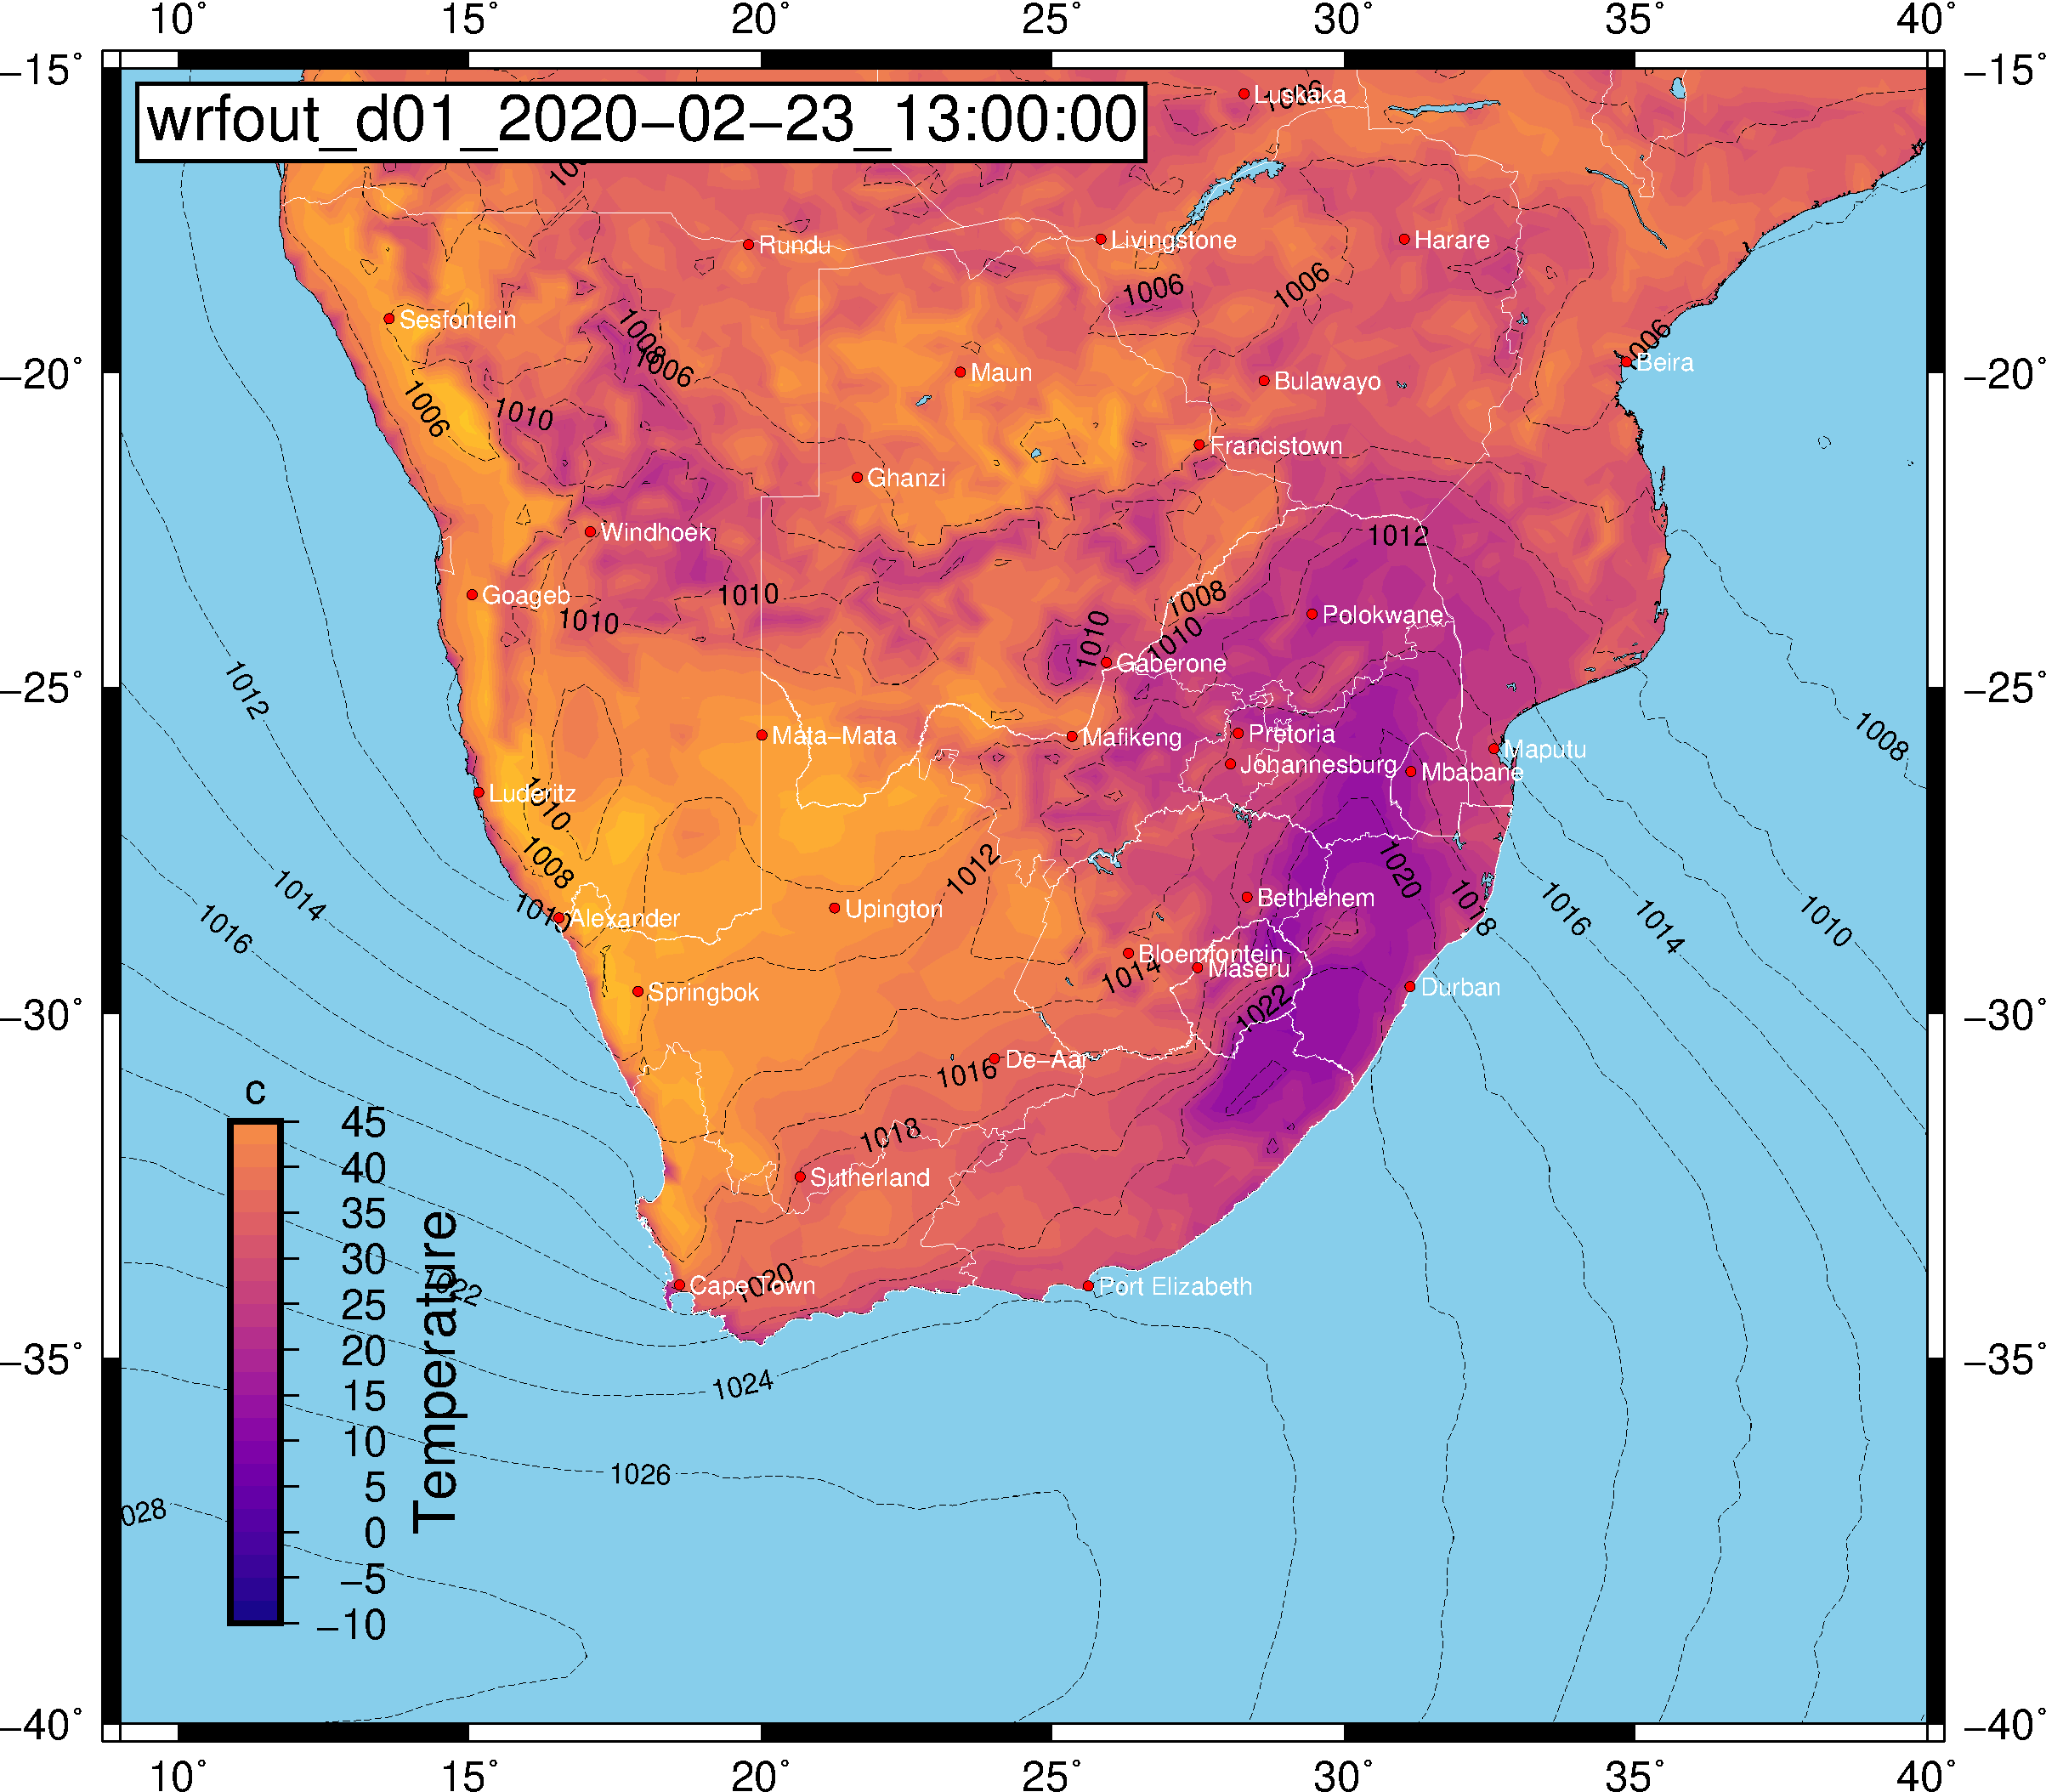 10° 15° 20° 25° 30° 35° 40°
−15° −15°
wrfout_d01_2020−02−23_13:00:00
Luskaka
1006
Rundu
Livingstone
Harare
1006
1006
Sesfontein
1008
1006
1006
Beira
−20° −20°
Maun
Bulawayo
1006
1010
Francistown
Ghanzi
Windhoek
1012
Goageb
1010
1010
1008
Polokwane
1010
1010
Gaberone
−25° −25°
1012
1008
Mata−Mata
Mafikeng
Pretoria
Johannesburg
Maputu
Mbabane
Luderitz
1010
1008
1012
1020
1014
1016
1010
Alexander
Upington
Bethlehem
1018
1016
1014
1010
Bloemfontein
Maseru
1014
Springbok
1022
Durban
−30° −30°
De−Aar
1016
1018
Sutherland
c
45
40
35
30
25
20
15
10
5
0
−5
−10
Temperature
1020
1022
Cape Town
Port Elizabeth
−35° −35°
1024
1026
028
−40° −40°
10° 15° 20° 25° 30° 35° 40°